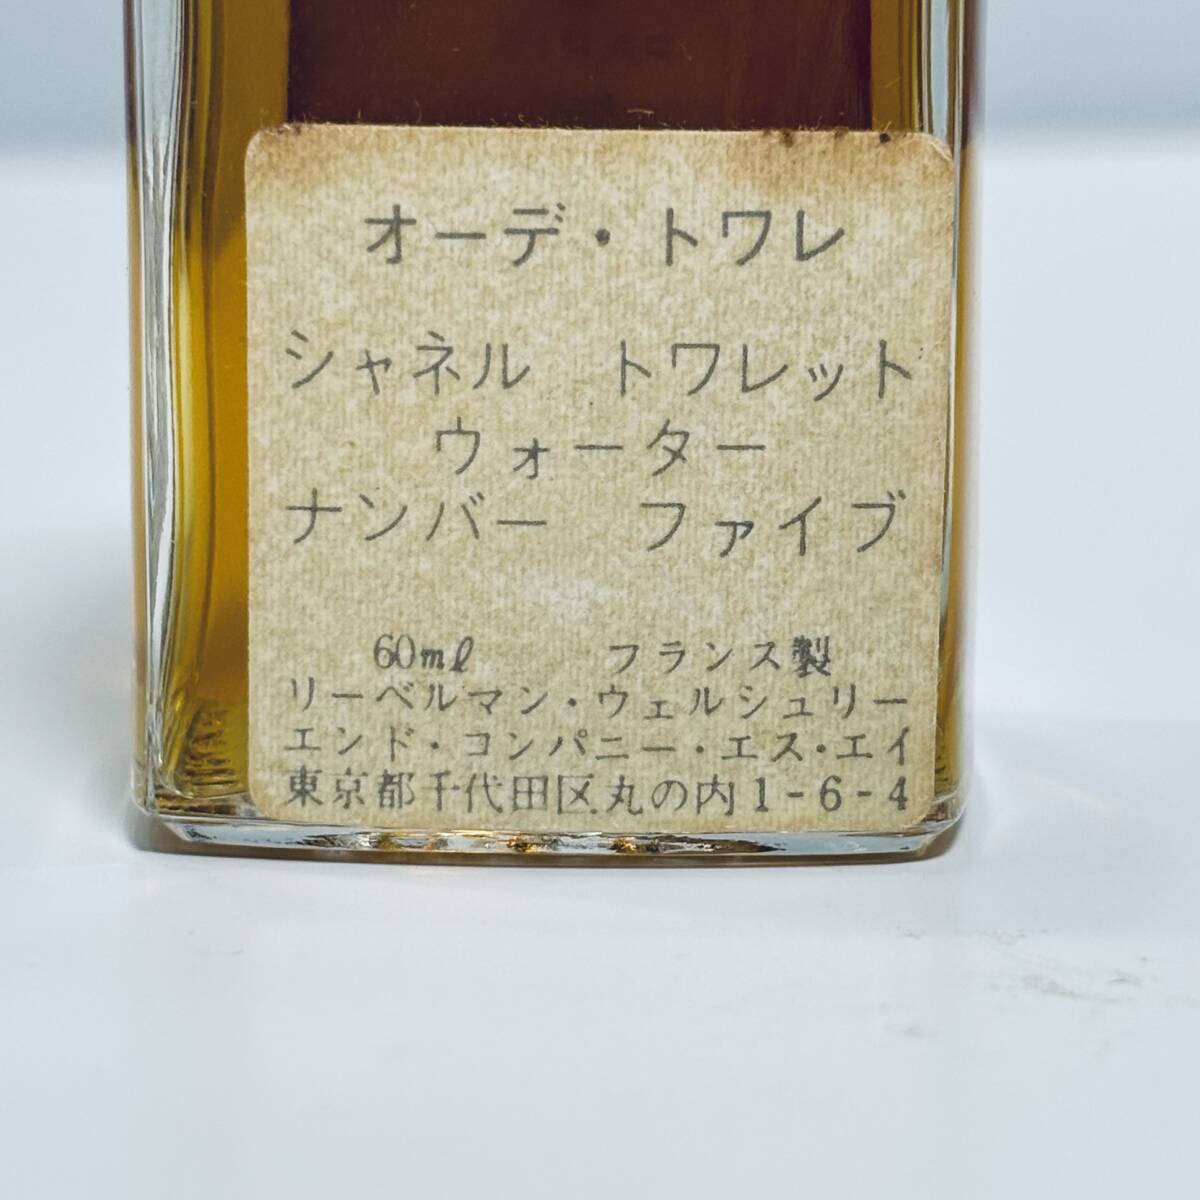 オーデ・トワレ
シャネル　トワレット
ウォーター
ナンバー　ファイブ
60mℓ　フランス製
リーベルマン・ウェルシュリー
エンド・コンパニー・エス・エイ
東京都千代田区丸の内1-6-4